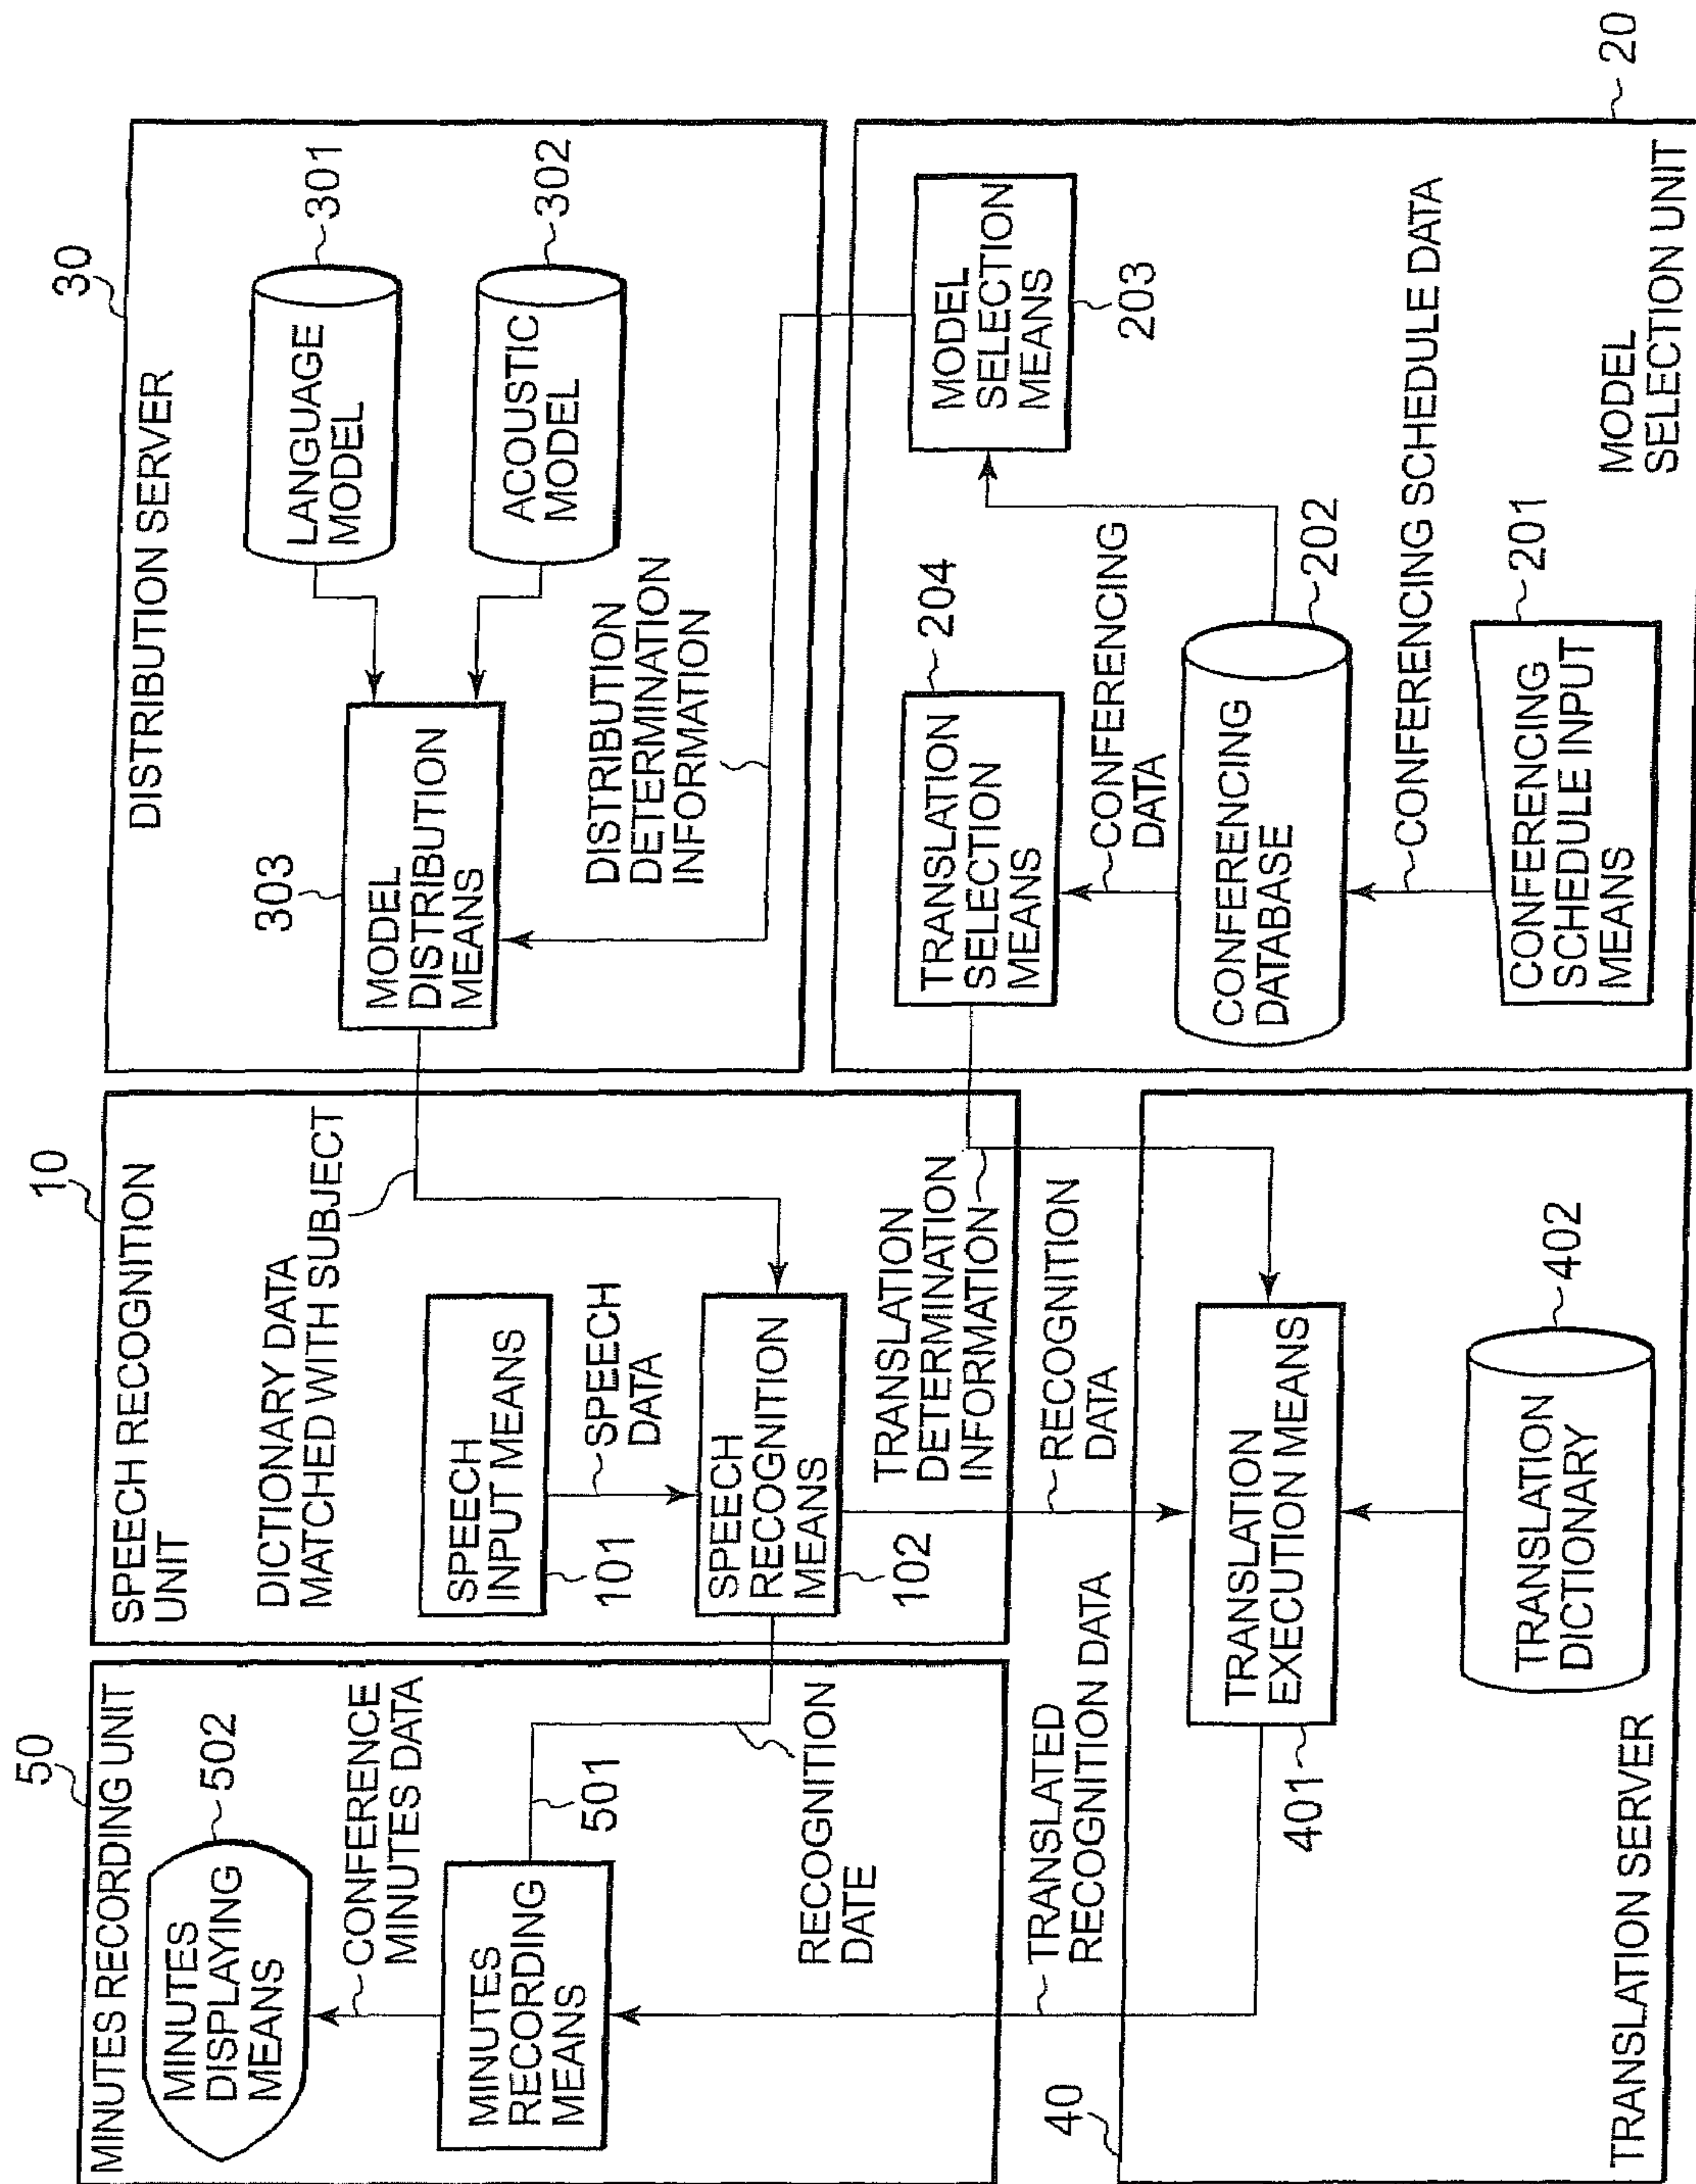 50
MINUTES RECORDING UNIT
MINUTES
DISPLAYING
MEANS
502
CONFERENCE
MINUTES DATA
MINUTES
RECORDING
MEANS
501
RECOGNITION
DATE
10
SPEECH RECOGNITION
UNIT
DICTIONARY DATA
MATCHED WITH SUBJECT
SPEECH
INPUT MEANS
101
SPEECH
DATA
SPEECH
RECOGNITION
MEANS
102
30
DISTRIBUTION SERVER
LANGUAGE
MODEL
301
ACOUSTIC
MODEL
302
303
MODEL
DISTRIBUTION
MEANS
DISTRIBUTION
DETERMINATION
INFORMATION
TRANSLATION
DETERMINATION
INFORMATION
RECOGNITION
DATA
TRANSLATED
RECOGNITION DATA
40
TRANSLATION
EXECUTION MEANS
401
TRANSLATION
DICTIONARY
402
TRANSLATION SERVER
TRANSLATION
SELECTION
MEANS
204
MODEL
SELECTION
MEANS
203
CONFERENCING
DATA
CONFERENCING
DATABASE
202
CONFERENCING SCHEDULE DATA
CONFERENCING
SCHEDULE INPUT
MEANS
201
MODEL
SELECTION UNIT
20